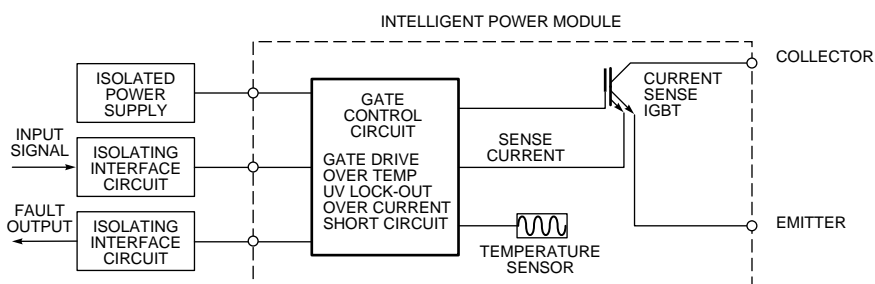 INTELLIGENT POWER MODULE
ISOLATED
POWER
SUPPLY
INPUT
SIGNAL
ISOLATING
INTERFACE
CIRCUIT
FAULT
OUTPUT
ISOLATING
INTERFACE
CIRCUIT
GATE
CONTROL
CIRCUIT
GATE DRIVE
OVER TEMP
UV LOCK-OUT
OVER CURRENT
SHORT CIRCUIT
SENSE
CURRENT
TEMPERATURE
SENSOR
CURRENT
SENSE
IGBT
COLLECTOR
EMITTER